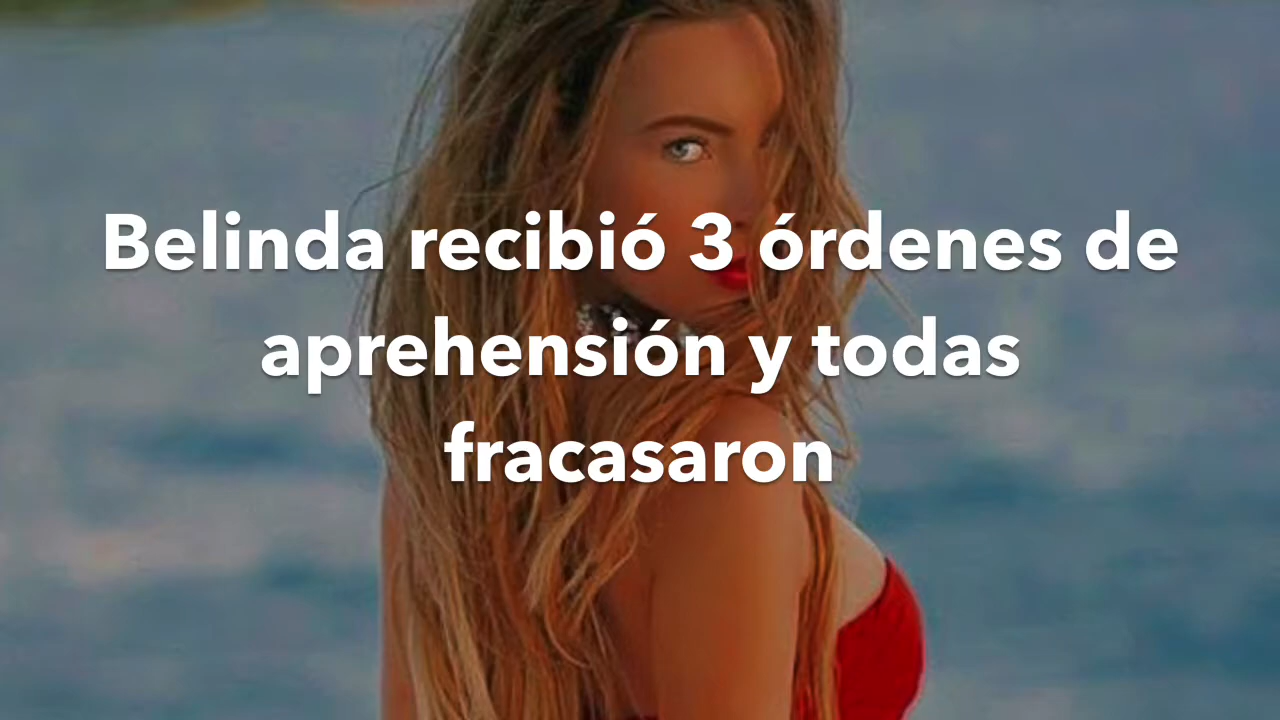 Belinda recibió 3 órdenes de
aprehensión y todas
fracasaron